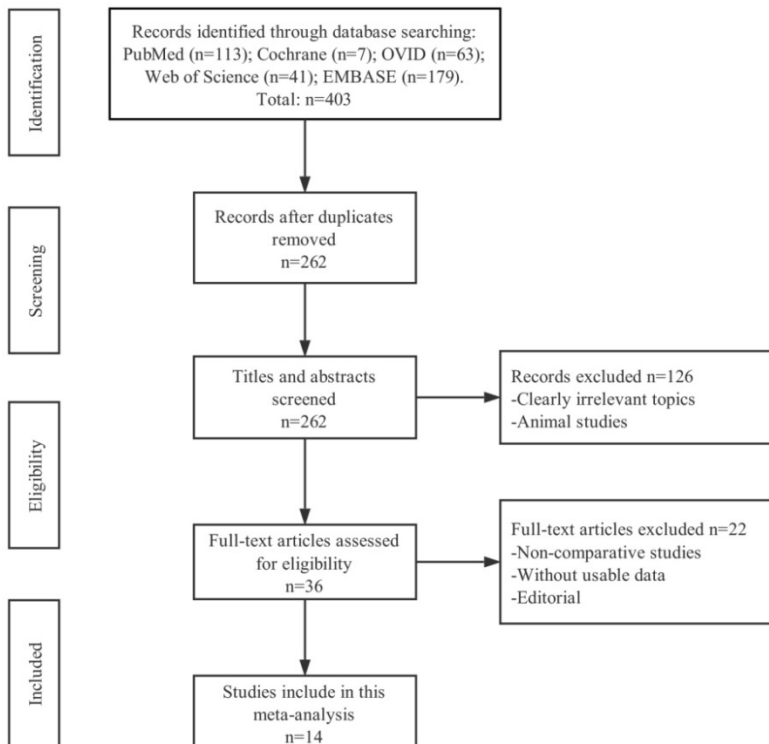 Identification
Records identified through database searching:
PubMed (n=113); Cochrane (n=7); OVID (n=63);
Web of Science (n=41); EMBASE (n=179).
Total: n=403
Screening
Records after duplicates
removed
n=262
Titles and abstracts
screened
n=262
Records excluded n=126
-Clearly irrelevant topics
-Animal studies
Eligibility
Full-text articles assessed
for eligibility
n=36
Full-text articles excluded n=22
-Non-comparative studies
-Without usable data
-Editorial
Included
Studies include in this
meta-analysis
n=14